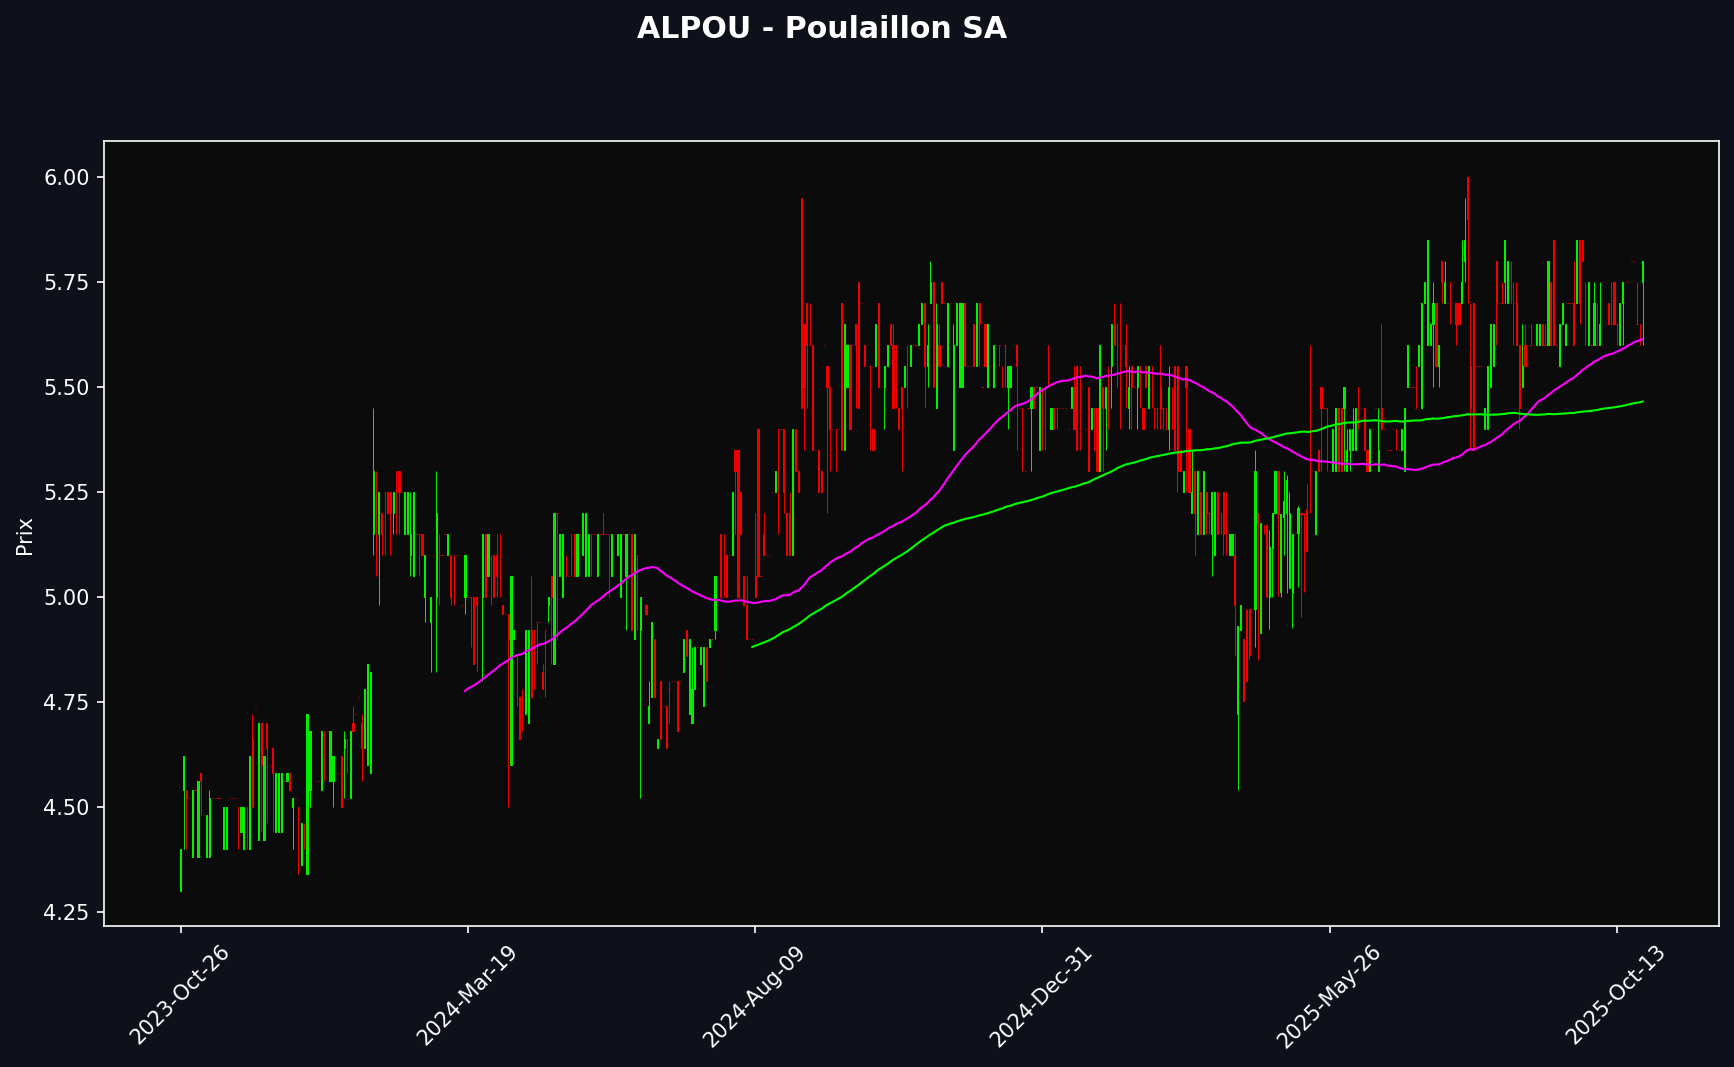 ALPOU - Poulaillon SA
Prix
6.00
5.75
5.50
5.25
5.00
4.75
4.50
4.25
2023-Oct-26
2024-Mar-19
2024-Aug-09
2024-Dec-31
2025-May-26
2025-Oct-13